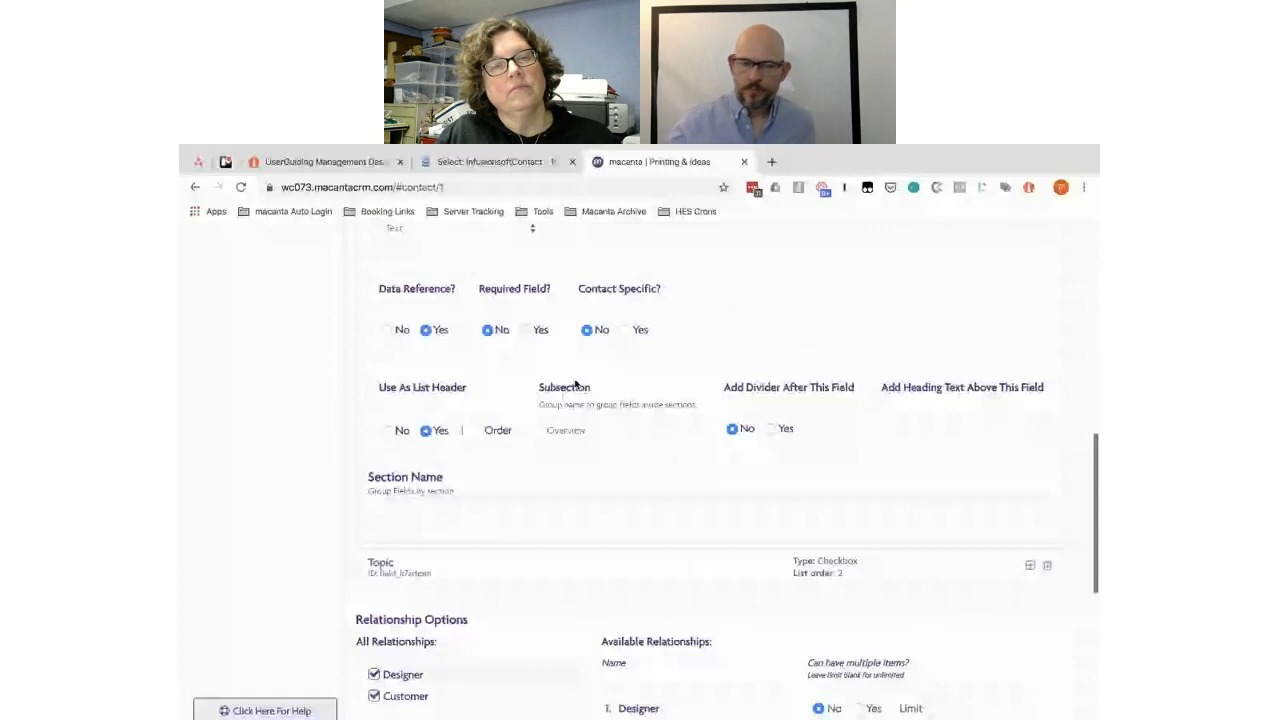 UserGuiding Management Das
Select: InfusionsoftContact - H
macanta | Printing & Ideas
wc073.macantacrm.com/#contact/1
Apps macanta Auto Login Booking Links Server Tracking Tools Macanta Archive HES Crons
Text
Data Reference? Required Field? Contact Specific?
No Yes No Yes No Yes
Use As List Header Subsection Add Divider After This Field Add Heading Text Above This Field
Group name to group fields inside sections.
No Yes | Order Overview No Yes
Section Name
Group Fields by section
Topic Type: Checkbox
List order: 2
Relationship Options
All Relationships: Available Relationships:
Name Can have multiple items?
Leave limit blank for unlimited
Designer
Customer
1. Designer No Yes Limit
Click Here For Help